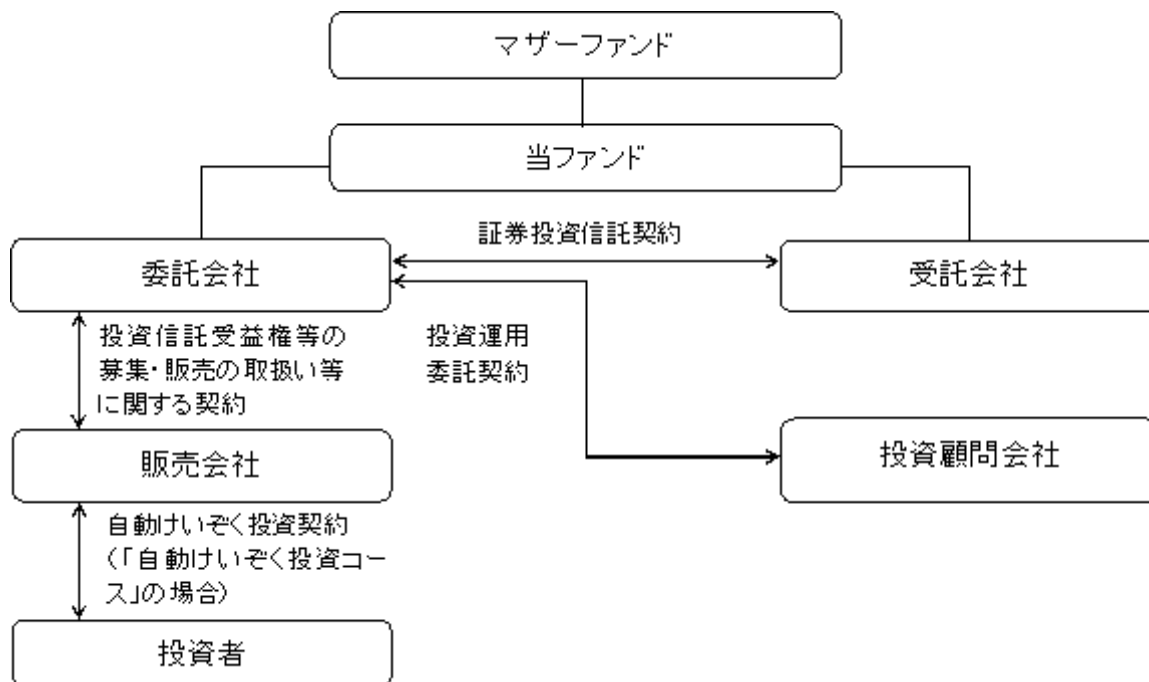 マザーファンド
当ファンド
証券投資信託契約
委託会社
受託会社
投資信託受益権等の
募集・販売の取扱い等
に関する契約
投資運用
委託契約
販売会社
投資顧問会社
自動けいぞく投資契約
(「自動けいぞく投資コー
ス」の場合)
投資者